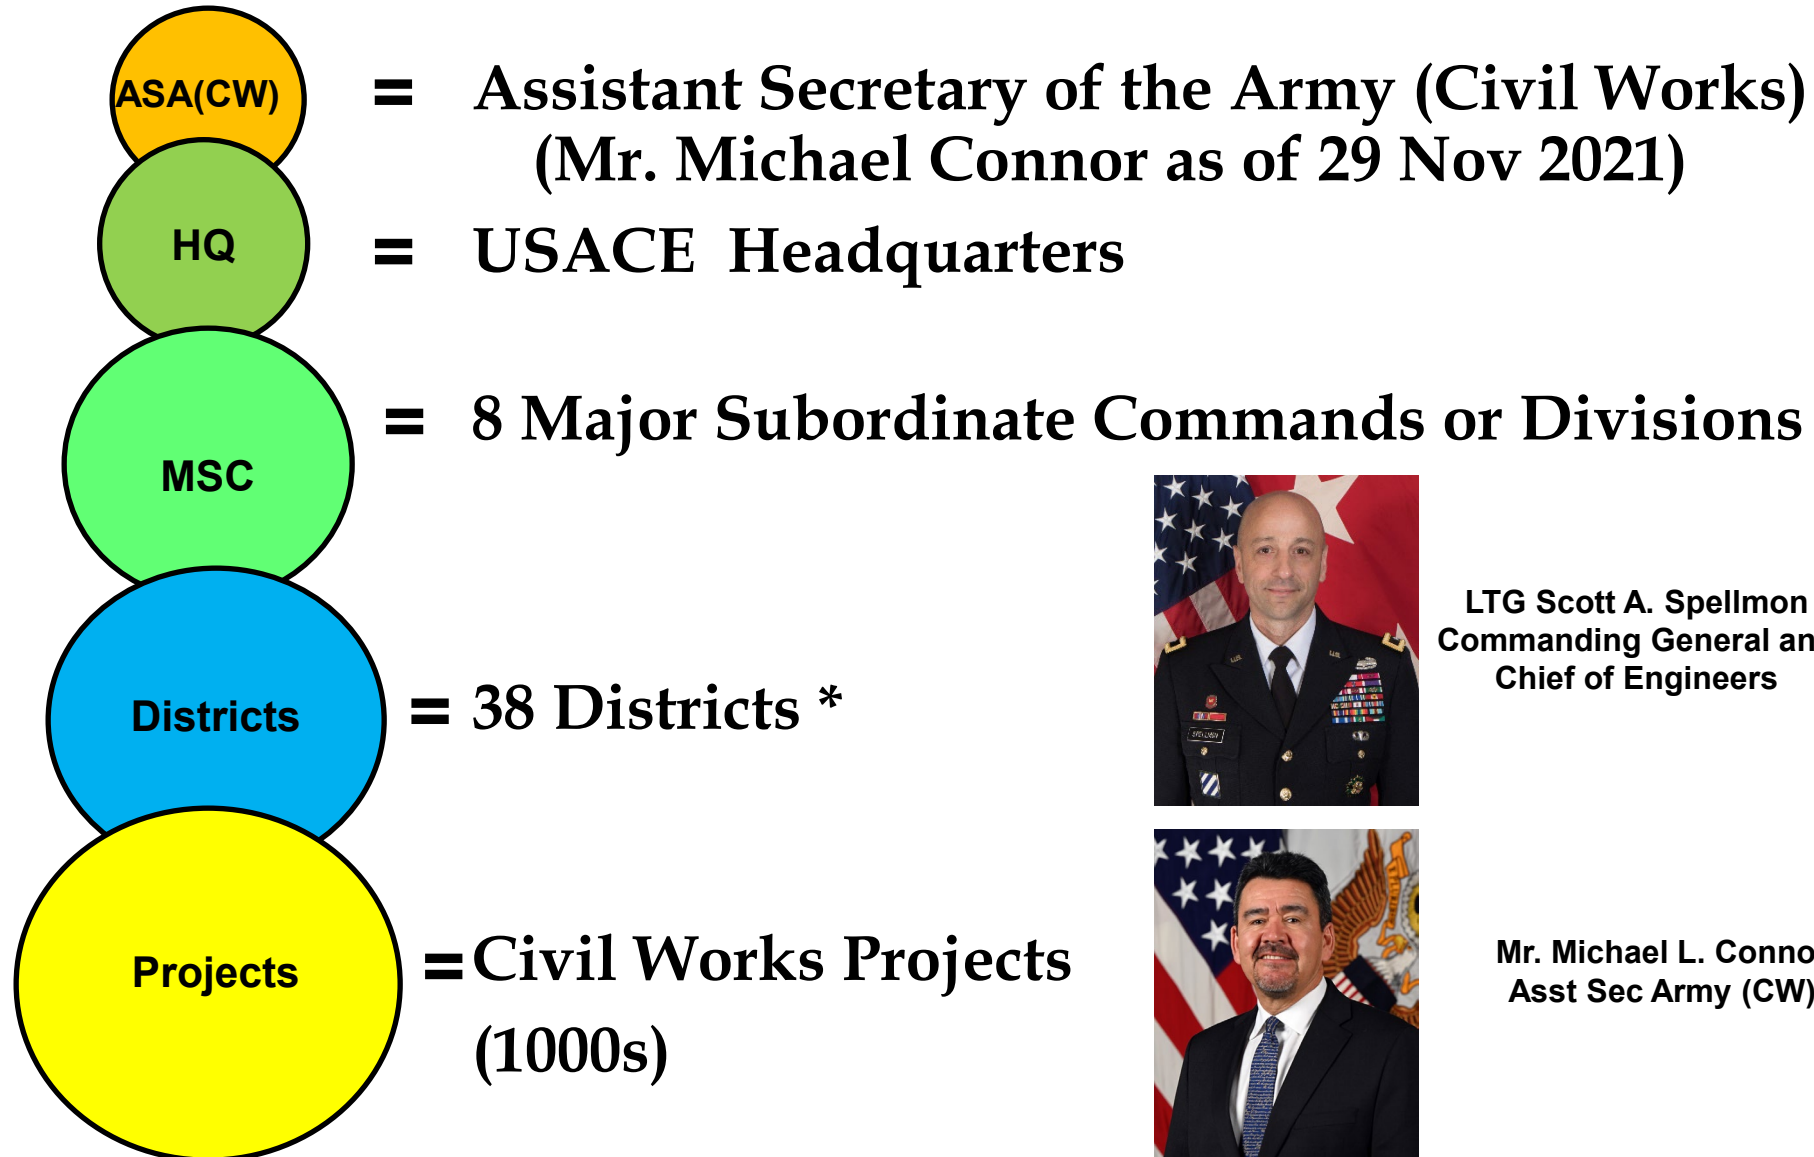 ASA(CW)
= Assistant Secretary of the Army (Civil Works)
(Mr. Michael Connor as of 29 Nov 2021)
HQ
= USACE Headquarters
MSC
= 8 Major Subordinate Commands or Divisions
LTG Scott A. Spellmon
Commanding General an
Chief of Engineers
Districts
= 38 Districts *
SPELLMON
Projects
= Civil Works Projects
(1000s)
Mr. Michael L. Conno
Asst Sec Army (CW)